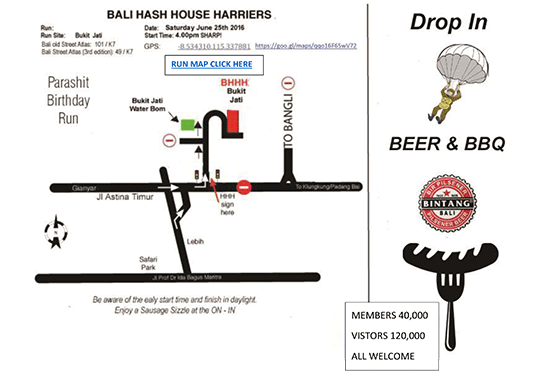 BALI HASH HOUSE HARRIERS
Run: Date: Saturday June 25th 2016
Run Site: Bukit Jati Start Time: 4.00pm SHARP!
Bali old Street Atlas: 101 / K7 GPS: -8.534310,115.337881 https://goo.gl/maps/qqo16F65wV72
Bali Street Atlas (3rd edition): 49 / K7
RUN MAP CLICK HERE
Parashit
Birthday
Run
BHHH
Bukit
Jati
Bukit Jati
Water Bom
TO BANGLI
Gianyar
To Klungkung/Padang Bai
Jl Astina Timur
HHH
sign
here
N
Lebih
Safari
Park
Jl Prof Dr Ida Bagus Mantra
Be aware of the ealy start time and finish in daylight.
Enjoy a Sausage Sizzle at the ON - IN
Drop In
BEER & BBQ
BIR PILSENER
BINTANG
BALI
PILSENER BEER
MEMBERS 40,000
VISTORS 120,000
ALL WELCOME